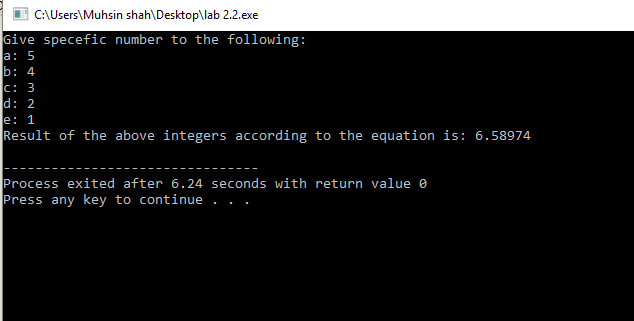 C:\Users\Muhsin shah\Desktop\lab 2.2.exe
Give specefic number to the following:
a: 5
b: 4
c: 3
d: 2
e: 1
Result of the above integers according to the equation is: 6.58974
--------------------------------
Process exited after 6.24 seconds with return value 0
Press any key to continue . . .